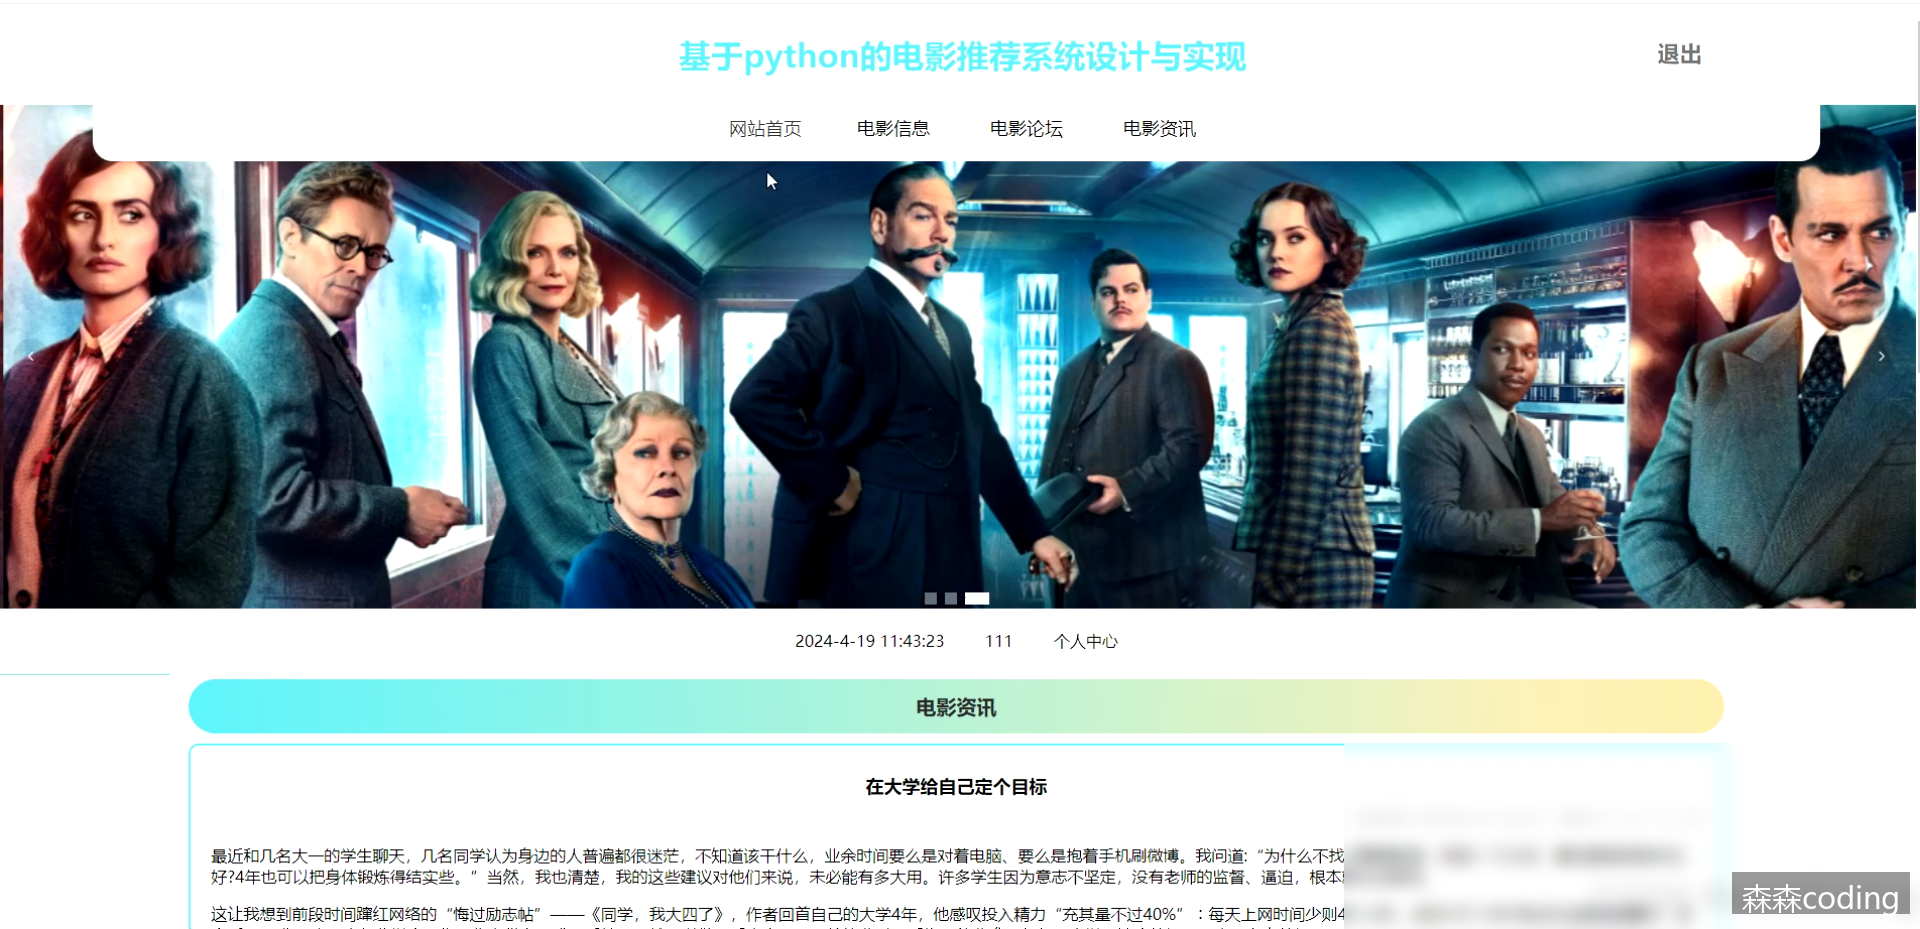 基于python的电影推荐系统设计与实现
退出
网站首页 电影信息 电影论坛 电影资讯
2024-4-19 11:43:23 111 个人中心
电影资讯
在大学给自己定个目标
最近和几名大一的学生聊天，几名同学认为身边的人普遍都很迷茫，不知道该干什么，业余时间要么是对着电脑、要么是抱着手机刷微博。我问道：“为什么不找
好?4年也可以把身体锻炼得结实些。”当然，我也清楚，我的这些建议对他们来说，未必能有多大用。许多学生因为意志不坚定，没有老师的监督、逼迫，根本
这让我想到前段时间蹿红网络的“悔过励志帖”——《同学，我大四了》，作者回首自己的大学4年，他感叹投入精力“充其量不过40%”：每天上网时间少则4
森森coding